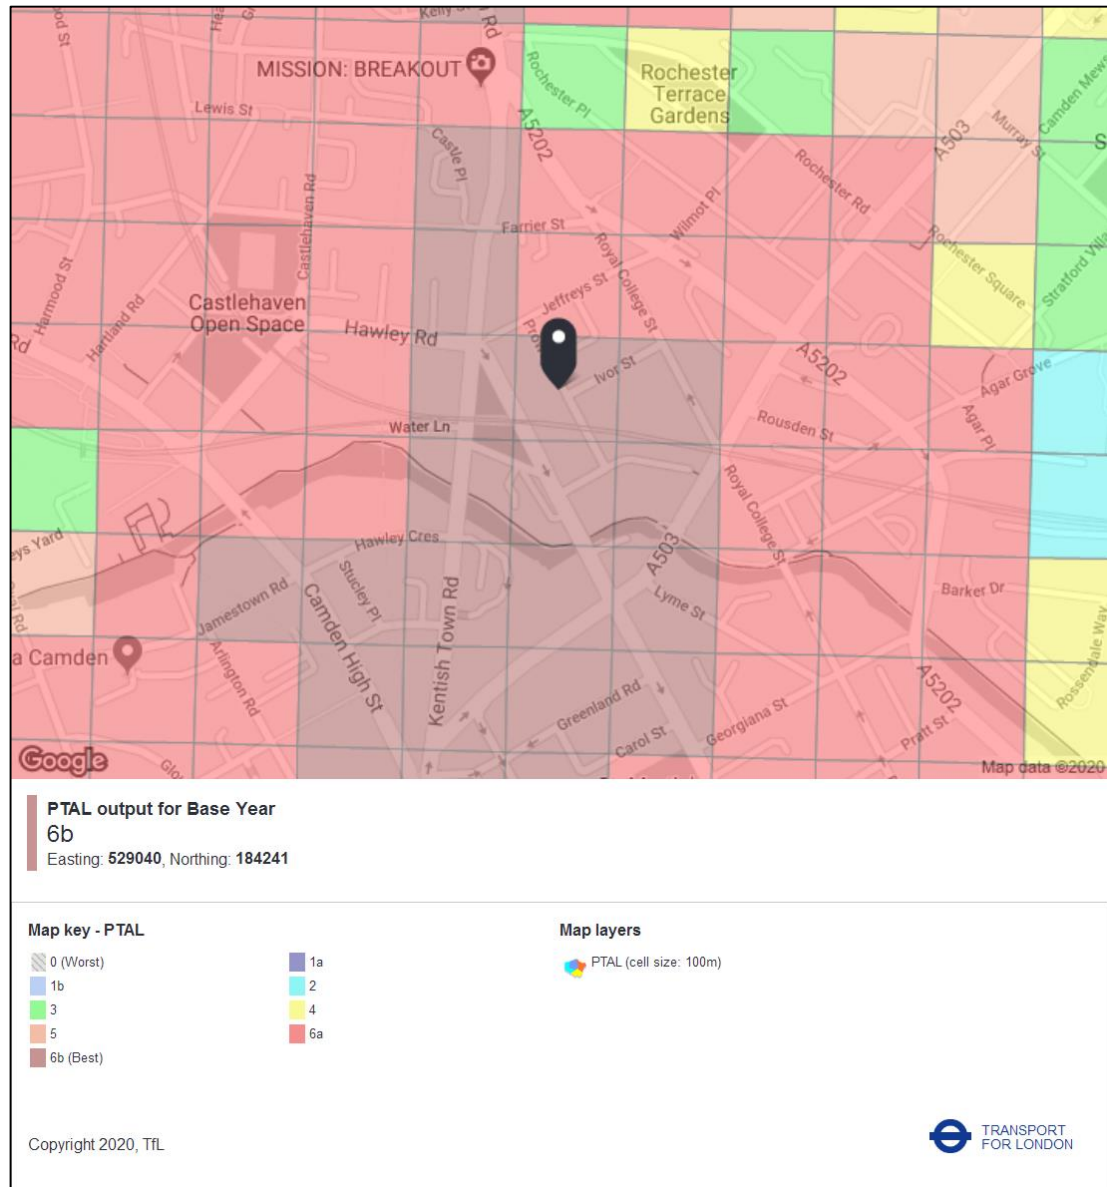 Kelly S
Rd
MISSION: BREAKOUT
Rochester Pl
Rochester
Terrace
Gardens
Camden Mews
Murray St
A503
Lewis St
Castle Pl
A5202
Rochester Rd
Wilmot Pl
Castlehaven Rd
Farrier St
Royal College St
Rochester Square
Stratford Villa
Harmood St
Hartland Rd
Castlehaven
Open Space
Jeffreys St
Hawley Rd
Rd
Ivor St
A5202
Agar Grove
Agar Pl
Rousden St
Water Ln
Royal College St
eys Yard
Hawley Cres
A503
Stucley Pl
Lyme St
Barker Dr
Jamestown Rd
Camden High St
Kentish Town Rd
Rossendale Way
a Camden
Arlington Rd
Greenland Rd
Georgiana St
Carol St
A5202
Pratt St
Google
Map data ©2020
PTAL output for Base Year
6b
Easting: 529040, Northing: 184241
Map key - PTAL
Map layers
0 (Worst)
1a
PTAL (cell size: 100m)
1b
2
3
4
5
6a
6b (Best)
Copyright 2020, TfL
TRANSPORT
FOR LONDON